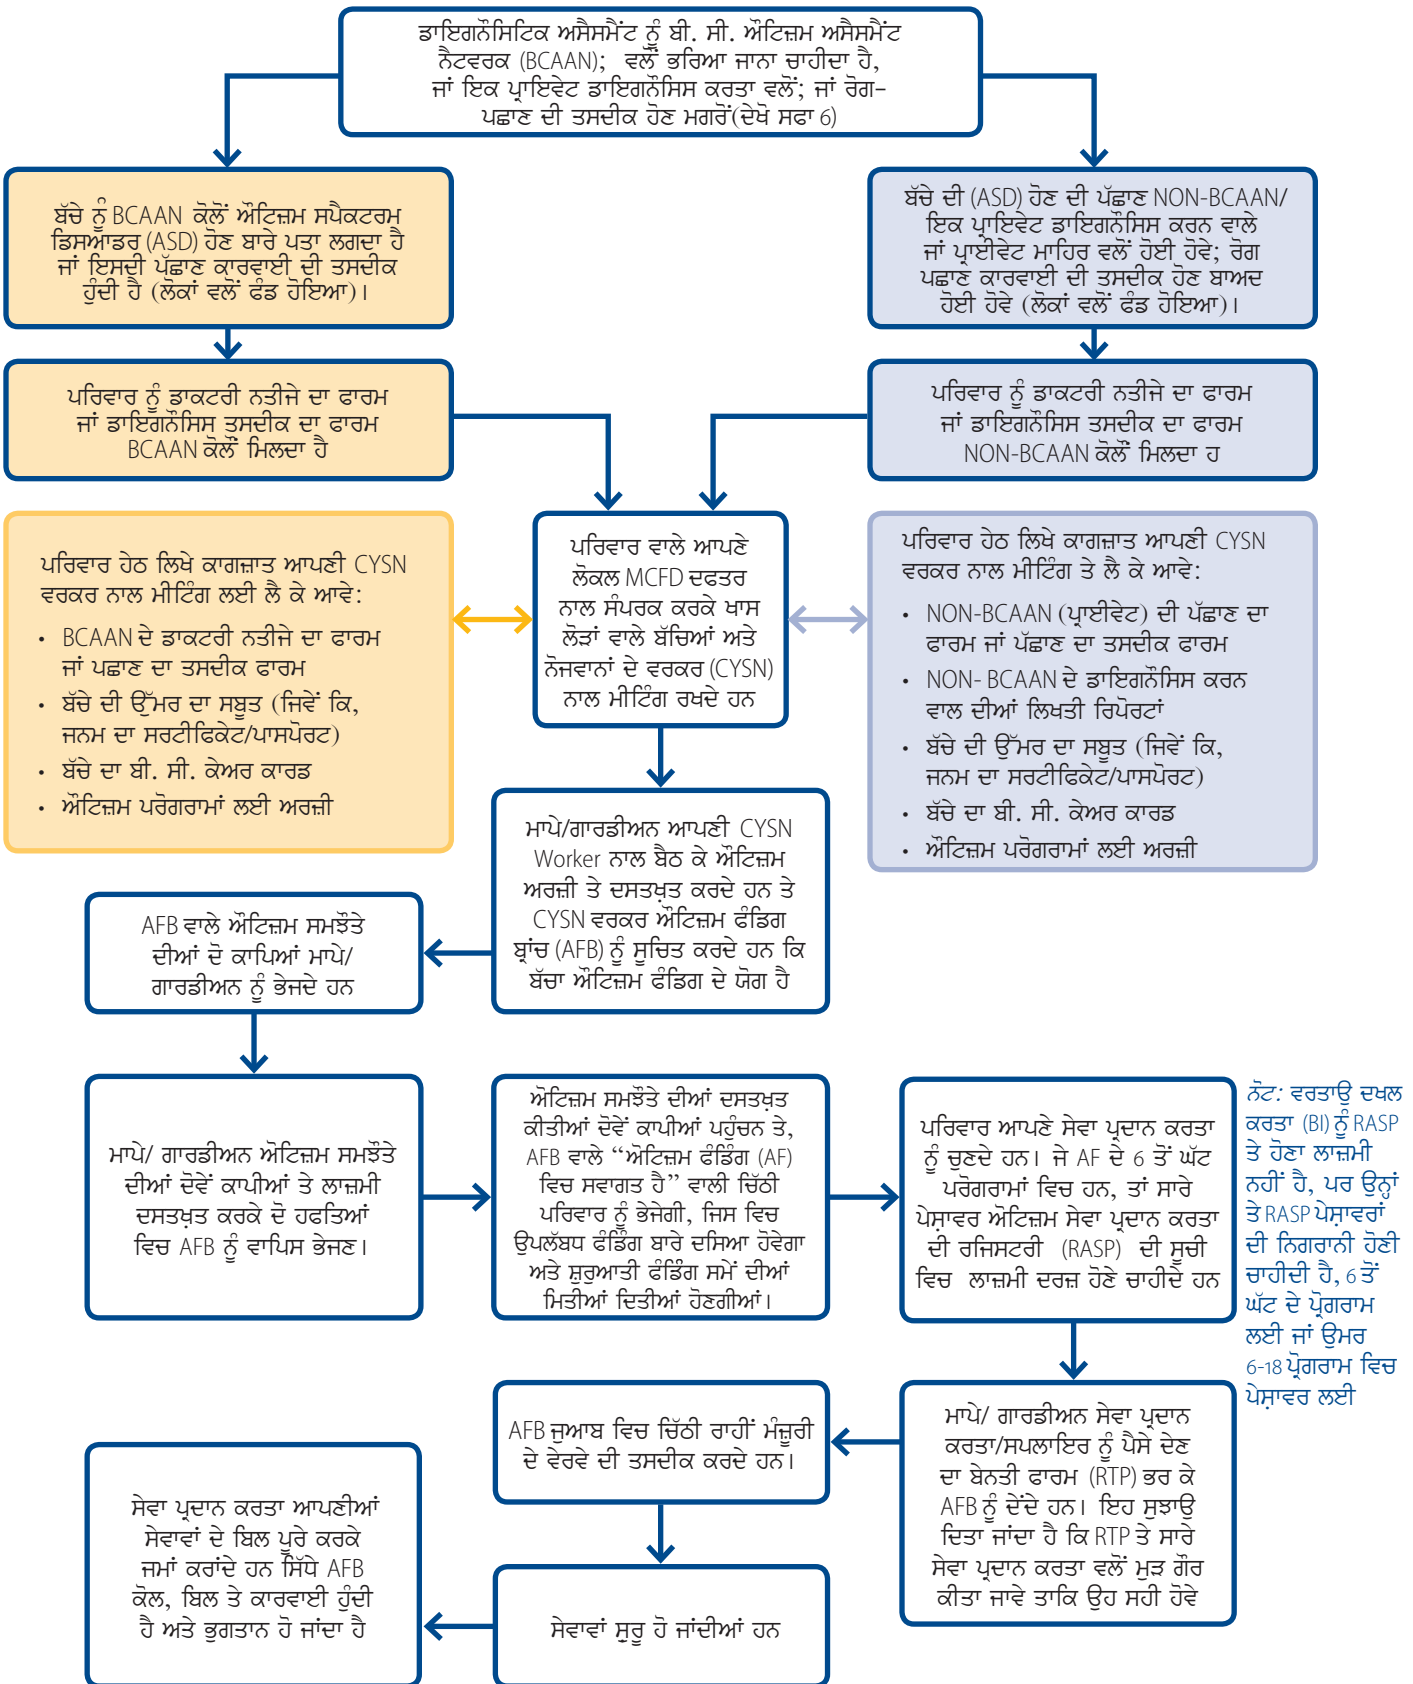 ਡਾਇਗਨੌਸਿਟਿਕ ਅਸੈਸਮੈਂਟ ਨੂੰ ਬੀ. ਸੀ. ਔਟਿਜ਼ਮ ਅਸੈਸਮੈਂਟ
ਨੈਟਵਰਕ (BCAAN); ਵਲੋਂ ਭਰਿਆ ਜਾਨਾ ਚਾਹੀਦਾ ਹੈ,
ਜਾਂ ਇਕ ਪ੍ਰਾਇਵੇਟ ਡਾਇਗਨੌਸਿਸ ਕਰਤਾ ਵਲੋਂ; ਜਾਂ ਰੋਗ-
ਪਛਾਣ ਦੀ ਤਸਦੀਕ ਹੋਣ ਮਗਰੋਂ(ਦੇਖੋ ਸਫਾ 6)
ਬੱਚੇ ਨੂੰ BCAAN ਕੋਲੋਂ ਔਟਿਜ਼ਮ ਸਪੈਕਟਰਮ
ਡਿਸਆਡਰ (ASD) ਹੋਣ ਬਾਰੇ ਪਤਾ ਲਗਦਾ ਹੈ
ਜਾਂ ਇਸਦੀ ਪੱਛਾਣ ਕਾਰਵਾਈ ਦੀ ਤਸਦੀਕ
ਹੁੰਦੀ ਹੈ (ਲੋਕਾਂ ਵਲੋਂ ਫੰਡ ਹੋਇਆ)।
ਬੱਚੇ ਦੀ (ASD) ਹੋਣ ਦੀ ਪੱਛਾਣ NON-BCAAN/
ਇਕ ਪ੍ਰਾਇਵੇਟ ਡਾਇਗਨੌਸਿਸ ਕਰਨ ਵਾਲੇ
ਜਾਂ ਪ੍ਰਾਈਵੇਟ ਮਾਹਿਰ ਵਲੋਂ ਹੋਈ ਹੋਵੇ; ਰੋਗ
ਪਛਾਣ ਕਾਰਵਾਈ ਦੀ ਤਸਦੀਕ ਹੋਣ ਬਾਅਦ
ਹੋਈ ਹੋਵੇ (ਲੋਕਾਂ ਵਲੋਂ ਫੰਡ ਹੋਇਆ)।
ਪਰਿਵਾਰ ਨੂੰ ਡਾਕਟਰੀ ਨਤੀਜੇ ਦਾ ਫਾਰਮ
ਜਾਂ ਡਾਇਗਨੌਸਿਸ ਤਸਦੀਕ ਦਾ ਫਾਰਮ
BCAAN ਕੋਲੋਂ ਮਿਲਦਾ ਹੈ
ਪਰਿਵਾਰ ਨੂੰ ਡਾਕਟਰੀ ਨਤੀਜੇ ਦਾ ਫਾਰਮ
ਜਾਂ ਡਾਇਗਨੌਸਿਸ ਤਸਦੀਕ ਦਾ ਫਾਰਮ
NON-BCAAN ਕੋਲੋਂ ਮਿਲਦਾ ਹ
ਪਰਿਵਾਰ ਹੇਠ ਲਿਖੇ ਕਾਗਜ਼ਾਤ ਆਪਣੀ CYSN
ਵਰਕਰ ਨਾਲ ਮੀਟਿੰਗ ਲਈ ਲੈ ਕੇ ਆਵੇ:
• BCAAN ਦੇ ਡਾਕਟਰੀ ਨਤੀਜੇ ਦਾ ਫਾਰਮ
ਜਾਂ ਪਛਾਣ ਦਾ ਤਸਦੀਕ ਫਾਰਮ
• ਬੱਚੇ ਦੀ ਉੱਮਰ ਦਾ ਸਬੂਤ (ਜਿਵੇਂ ਕਿ,
ਜਨਮ ਦਾ ਸਰਟੀਫਿਕੇਟ/ਪਾਸਪੋਰਟ)
• ਬੱਚੇ ਦਾ ਬੀ. ਸੀ. ਕੇਅਰ ਕਾਰਡ
• ਔਟਿਜ਼ਮ ਪਰੋਗਰਾਮਾਂ ਲਈ ਅਰਜ਼ੀ
ਪਰਿਵਾਰ ਵਾਲੇ ਆਪਣੇ
ਲੋਕਲ MCFD ਦਫਤਰ
ਨਾਲ ਸੰਪਰਕ ਕਰਕੇ ਖਾਸ
ਲੋੜਾਂ ਵਾਲੇ ਬੱਚਿਆਂ ਅਤੇ
ਨੋਜਵਾਨਾਂ ਦੇ ਵਰਕਰ (CYSN)
ਨਾਲ ਮੀਟਿੰਗ ਰਖਦੇ ਹਨ
ਪਰਿਵਾਰ ਹੇਠ ਲਿਖੇ ਕਾਗਜ਼ਾਤ ਆਪਣੀ CYSN
ਵਰਕਰ ਨਾਲ ਮੀਟਿੰਗ ਤੇ ਲੈ ਕੇ ਆਵੇ:
• NON-BCAAN (ਪ੍ਰਾਈਵੇਟ) ਦੀ ਪੱਛਾਣ ਦਾ
ਫਾਰਮ ਜਾਂ ਪੱਛਾਣ ਦਾ ਤਸਦੀਕ ਫਾਰਮ
• NON- BCAAN ਦੇ ਡਾਇਗਨੌਸਿਸ ਕਰਨ
ਵਾਲ ਦੀਆਂ ਲਿਖਤੀ ਰਿਪੋਰਟਾਂ
• ਬੱਚੇ ਦੀ ਉੱਮਰ ਦਾ ਸਬੂਤ (ਜਿਵੇਂ ਕਿ,
ਜਨਮ ਦਾ ਸਰਟੀਫਿਕੇਟ/ਪਾਸਪੋਰਟ)
• ਬੱਚੇ ਦਾ ਬੀ. ਸੀ. ਕੇਅਰ ਕਾਰਡ
• ਔਟਿਜ਼ਮ ਪਰੋਗਰਾਮਾਂ ਲਈ ਅਰਜ਼ੀ
ਮਾਪੇ/ਗਾਰਡੀਅਨ ਆਪਣੀ CYSN
Worker ਨਾਲ ਬੈਠ ਕੇ ਔਟਿਜ਼ਮ
ਅਰਜ਼ੀ ਤੇ ਦਸਤਖ਼ਤ ਕਰਦੇ ਹਨ ਤੇ
CYSN ਵਰਕਰ ਔਟਿਜ਼ਮ ਫੰਡਿਗ
ਬ੍ਰਾਂਚ (AFB) ਨੂੰ ਸੂਚਿਤ ਕਰਦੇ ਹਨ ਕਿ
ਬੱਚਾ ਔਟਿਜ਼ਮ ਫੰਡਿਗ ਦੇ ਯੋਗ ਹੈ
AFB ਵਾਲੇ ਔਟਿਜ਼ਮ ਸਮਝੌਤੇ
ਦੀਆਂ ਦੋ ਕਾਪਿਆਂ ਮਾਪੇ/
ਗਾਰਡੀਅਨ ਨੂੰ ਭੇਜਦੇ ਹਨ
ਮਾਪੇ/ ਗਾਰਡੀਅਨ ਔਟਿਜ਼ਮ ਸਮਝੌਤੇ
ਦੀਆਂ ਦੋਵੇਂ ਕਾਪੀਆਂ ਤੇ ਲਾਜ਼ਮੀ
ਦਸਤਖ਼ਤ ਕਰਕੇ ਦੋ ਹਫਤਿਆਂ
ਵਿਚ AFB ਨੂੰ ਵਾਪਿਸ ਭੇਜਣ।
ਔਟਿਜ਼ਮ ਸਮਝੌਤੇ ਦੀਆਂ ਦਸਤਖ਼ਤ
ਕੀਤੀਆਂ ਦੋਵੇਂ ਕਾਪੀਆਂ ਪਹੁੰਚਨ ਤੇ,
AFB ਵਾਲੇ “ਔਟਿਜ਼ਮ ਫੰਡਿੰਗ (AF)
ਵਿਚ ਸਵਾਗਤ ਹੈ” ਵਾਲੀ ਚਿੱਠੀ
ਪਰਿਵਾਰ ਨੂੰ ਭੇਜੇਗੀ, ਜਿਸ ਵਿਚ
ਉਪਲੱਬਧ ਫੰਡਿੰਗ ਬਾਰੇ ਦਸਿਆ ਹੋਵੇਗਾ
ਅਤੇ ਸ਼ੁਰੁਆਤੀ ਫੰਡਿੰਗ ਸਮੇਂ ਦੀਆਂ
ਮਿਤੀਆਂ ਦਿਤੀਆਂ ਹੋਣਗੀਆਂ।
ਪਰਿਵਾਰ ਆਪਣੇ ਸੇਵਾ ਪ੍ਰਦਾਨ ਕਰਤਾ
ਨੂੰ ਚੁਣਦੇ ਹਨ। ਜੇ AF ਦੇ 6 ਤੋਂ ਘੱਟ
ਪਰੋਗਰਾਮਾਂ ਵਿਚ ਹਨ, ਤਾਂ ਸਾਰੇ
ਪੇਸ਼ਾਵਰ ਔਟਿਜ਼ਮ ਸੇਵਾ ਪ੍ਰਦਾਨ ਕਰਤਾ
ਦੀ ਰਜਿਸਟਰੀ (RASP) ਦੀ ਸੂਚੀ
ਵਿਚ ਲਾਜ਼ਮੀ ਦਰਜ਼ ਹੋਣੇ ਚਾਹੀਦੇ ਹਨ
ਨੋਟ: ਵਰਤਾਉ ਦਖਲ
ਕਰਤਾ (BI) ਨੂੰ RASP
ਤੇ ਹੋਣਾ ਲਾਜ਼ਮੀ
ਨਹੀਂ ਹੈ, ਪਰ ਉਨ੍ਹਾਂ
ਤੇ RASP ਪੇਸ਼ਾਵਰਾਂ
ਦੀ ਨਿਗਰਾਨੀ ਹੋਣੀ
ਚਾਹੀਦੀ ਹੈ, 6 ਤੋਂ
ਘੱਟ ਦੇ ਪ੍ਰੋਗਰਾਮ
ਲਈ ਜਾਂ ਉਮਰ
6-18 ਪ੍ਰੋਗਰਾਮ ਵਿਚ
ਪੇਸ਼ਾਵਰ ਲਈ
ਮਾਪੇ/ ਗਾਰਡੀਅਨ ਸੇਵਾ ਪ੍ਰਦਾਨ
ਕਰਤਾ/ਸਪਲਾਇਰ ਨੂੰ ਪੈਸੇ ਦੇਣ
ਦਾ ਬੇਨਤੀ ਫਾਰਮ (RTP) ਭਰ ਕੇ
AFB ਨੂੰ ਦੇਂਦੇ ਹਨ। ਇਹ ਸੁਝਾਉ
ਦਿਤਾ ਜਾਂਦਾ ਹੈ ਕਿ RTP ਤੇ ਸਾਰੇ
ਸੇਵਾ ਪ੍ਰਦਾਨ ਕਰਤਾ ਵਲੋਂ ਮੁੜ ਗੌਰ
ਕੀਤਾ ਜਾਵੇ ਤਾਕਿ ਉਹ ਸਹੀ ਹੋਵੇ
AFB ਜੁਆਬ ਵਿਚ ਚਿੱਠੀ ਰਾਹੀਂ ਮੰਜ਼ੂਰੀ
ਦੇ ਵੇਰਵੇ ਦੀ ਤਸਦੀਕ ਕਰਦੇ ਹਨ।
ਸੇਵਾਵਾਂ ਸ਼ੁਰੂ ਹੋ ਜਾਂਦੀਆਂ ਹਨ
ਸੇਵਾ ਪ੍ਰਦਾਨ ਕਰਤਾ ਆਪਣੀਆਂ
ਸੇਵਾਵਾਂ ਦੇ ਬਿਲ ਪੂਰੇ ਕਰਕੇ
ਜਮਾਂ ਕਰਾਂਦੇ ਹਨ ਸਿੱਧੇ AFB
ਕੋਲ, ਬਿਲ ਤੇ ਕਾਰਵਾਈ ਹੁੰਦੀ
ਹੈ ਅਤੇ ਭੁਗਤਾਨ ਹੋ ਜਾਂਦਾ ਹੈ